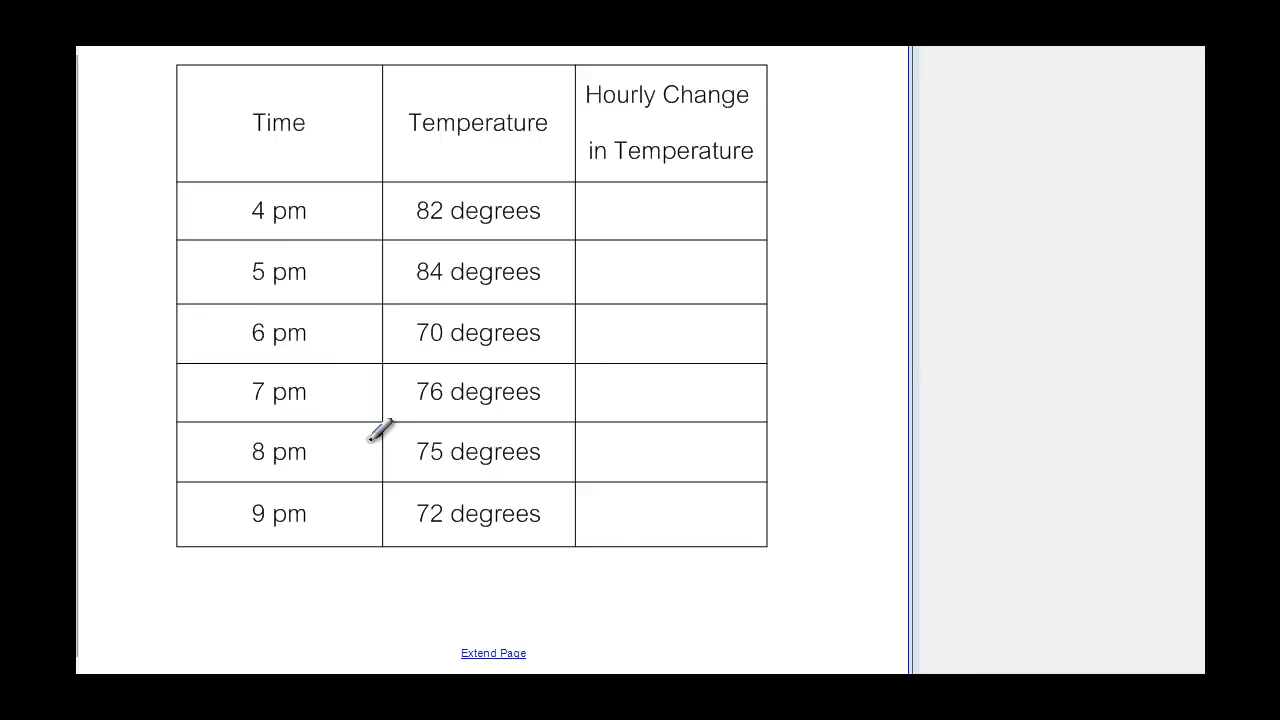 Time Temperature Hourly Change
in Temperature
4 pm 82 degrees
5 pm 84 degrees
6 pm 70 degrees
7 pm 76 degrees
8 pm 75 degrees
9 pm 72 degrees
Extend Page